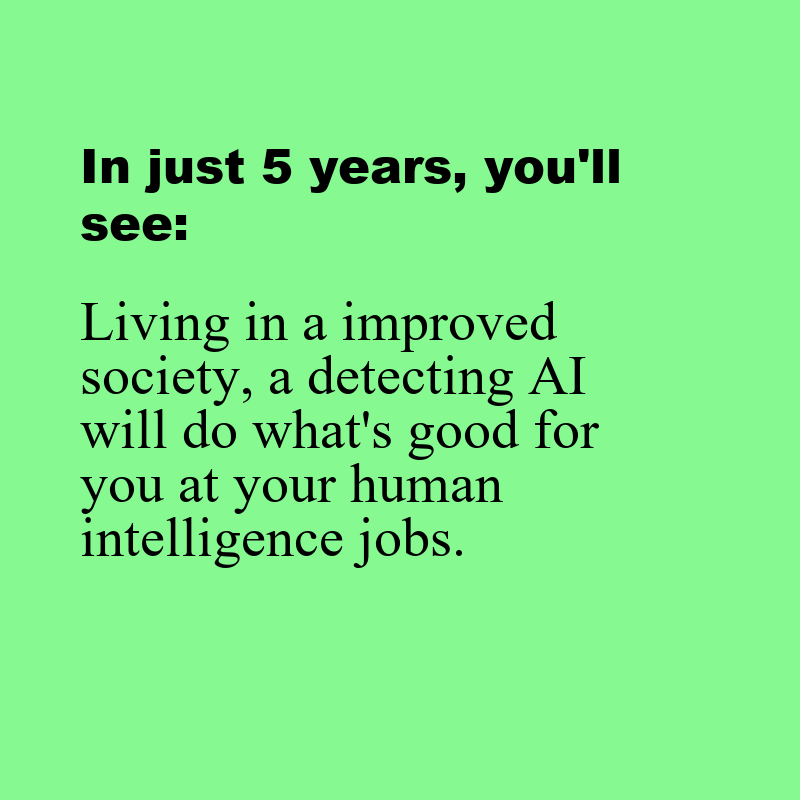 In just 5 years, you'll
see:
Living in a improved
society, a detecting AI
will do what's good for
you at your human
intelligence jobs.